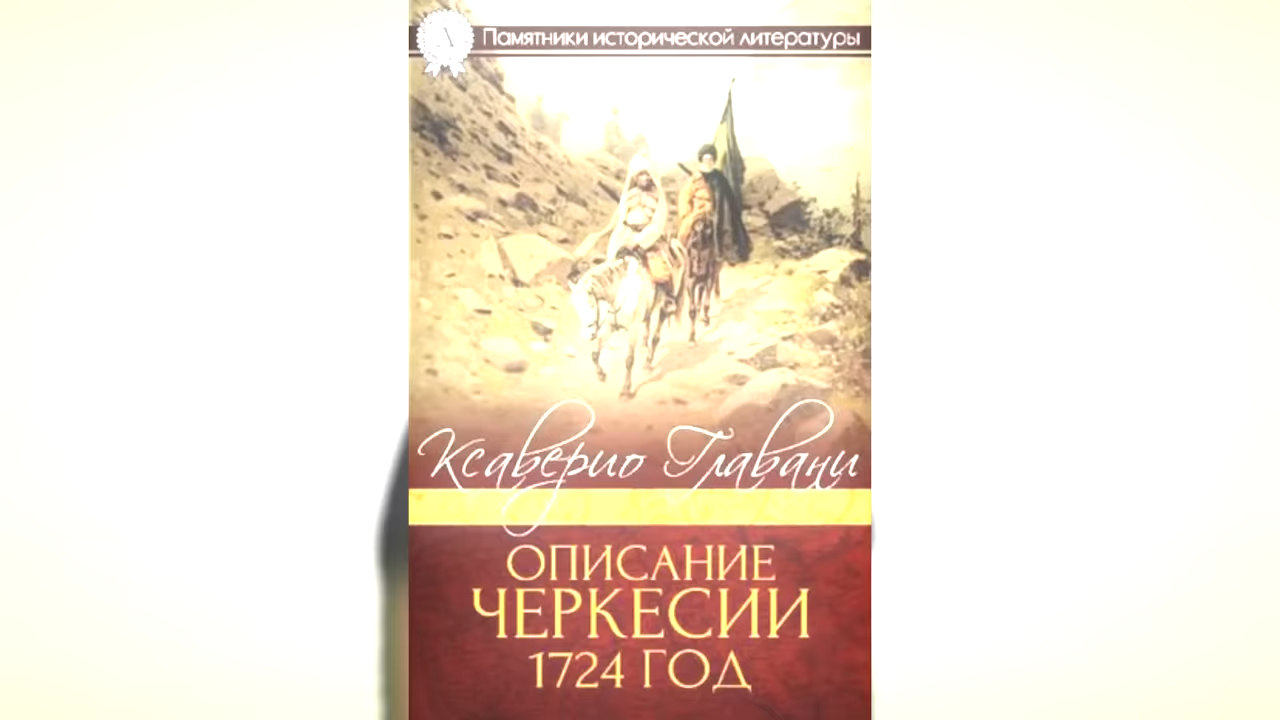 Памятники исторической литературы
Ксаверио Главани
ОПИСАНИЕ
ЧЕРКЕСИИ
1724 ГОД